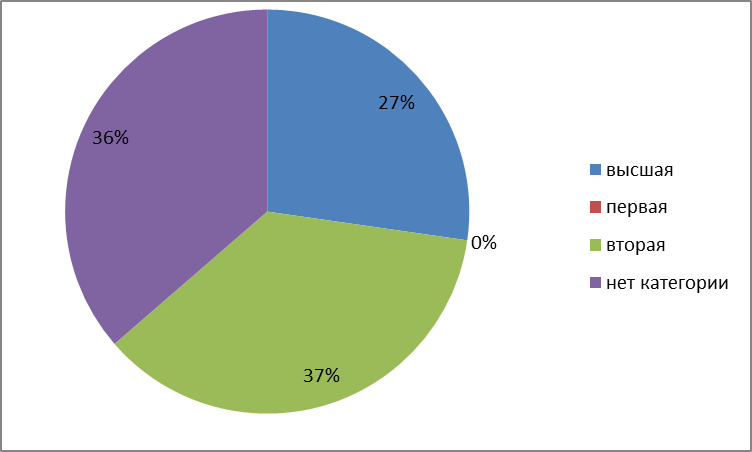 27%
36%
0%
37%
высшая
первая
вторая
нет категории